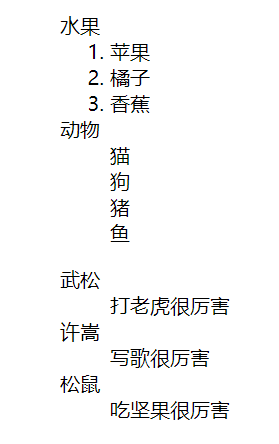 水果
1. 苹果
2. 橘子
3. 香蕉
动物
猫
狗
猪
鱼
武松
打老虎很厉害
许嵩
写歌很厉害
松鼠
吃坚果很厉害